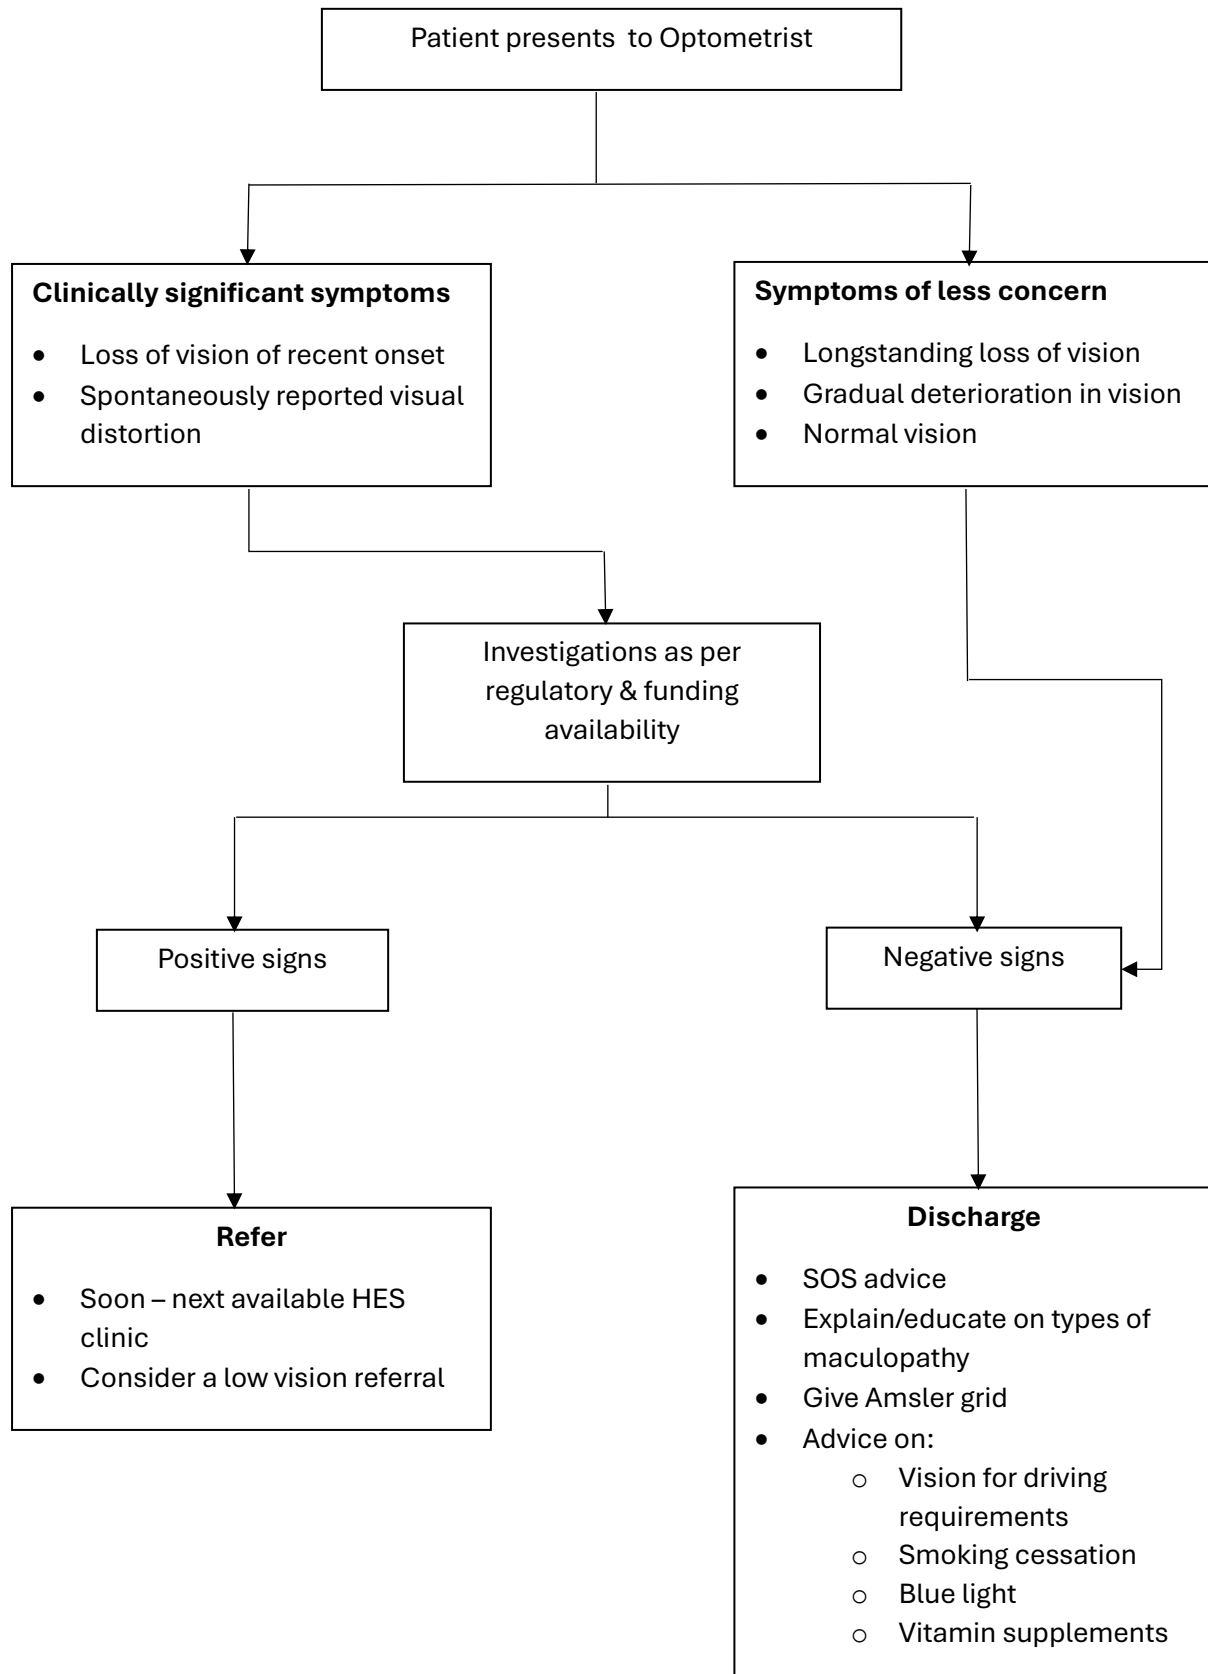 Patient presents  to Optometrist
Clinically significant symptoms
• Loss of vision of recent onset
• Spontaneously reported visual
distortion
Symptoms of less concern
• Longstanding loss of vision
• Gradual deterioration in vision
• Normal vision
Investigations as per
regulatory & funding
availability
Positive signs
Negative signs
Refer
• Soon – next available HES
clinic
• Consider a low vision referral
Discharge
• SOS advice
• Explain/educate on types of
maculopathy
• Give Amsler grid
• Advice on:
o Vision for driving
requirements
o Smoking cessation
o Blue light
o Vitamin supplements